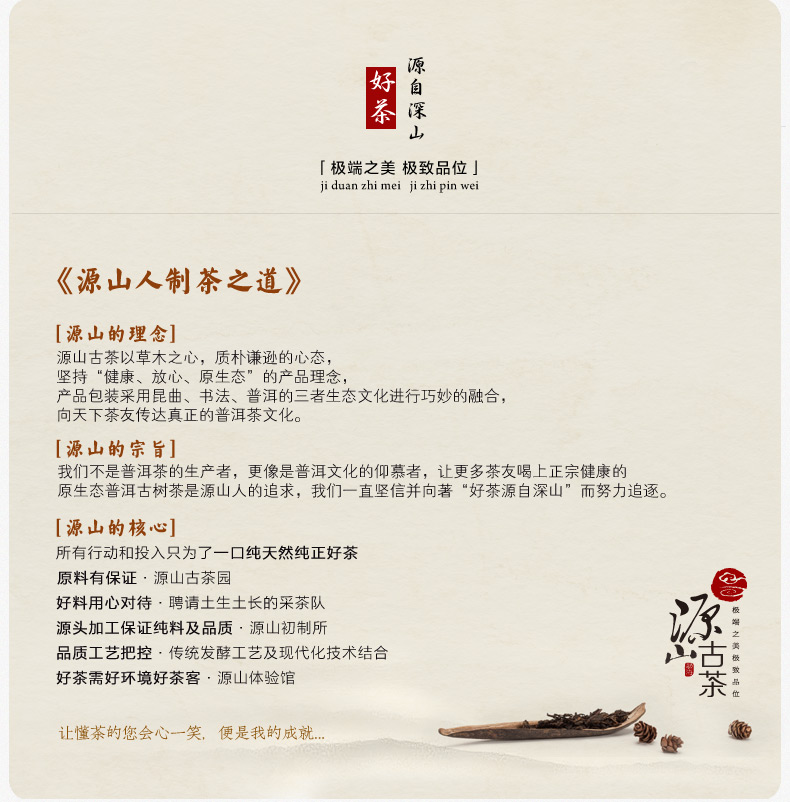 好茶
源自深山
「极端之美 极致品位」
ji duan zhi mei ji zhi pin wei
《源山人制茶之道》
[源山的理念]
源山古茶以草木之心，质朴谦逊的心态，
坚持“健康、放心、原生态”的产品理念，
产品包装采用昆曲、书法、普洱的三者生态文化进行巧妙的融合，
向天下茶友传达真正的普洱茶文化。
[源山的宗旨]
我们不是普洱茶的生产者，更像是普洱文化的仰慕者，让更多茶友喝上正宗健康的
原生态普洱古树茶是源山人的追求，我们一直坚信并向著“好茶源自深山”而努力追逐。
[源山的核心]
所有行动和投入只为了一口纯天然纯正好茶
原料有保证 · 源山古茶园
好料用心对待 · 聘请土生土长的采茶队
源头加工保证纯料及品质 · 源山初制所
品质工艺把控 · 传统发酵工艺及现代化技术结合
好茶需好环境好茶客 · 源山体验馆
让懂茶的您会心一笑，便是我的成就...
源山古茶
极端之美极致品位